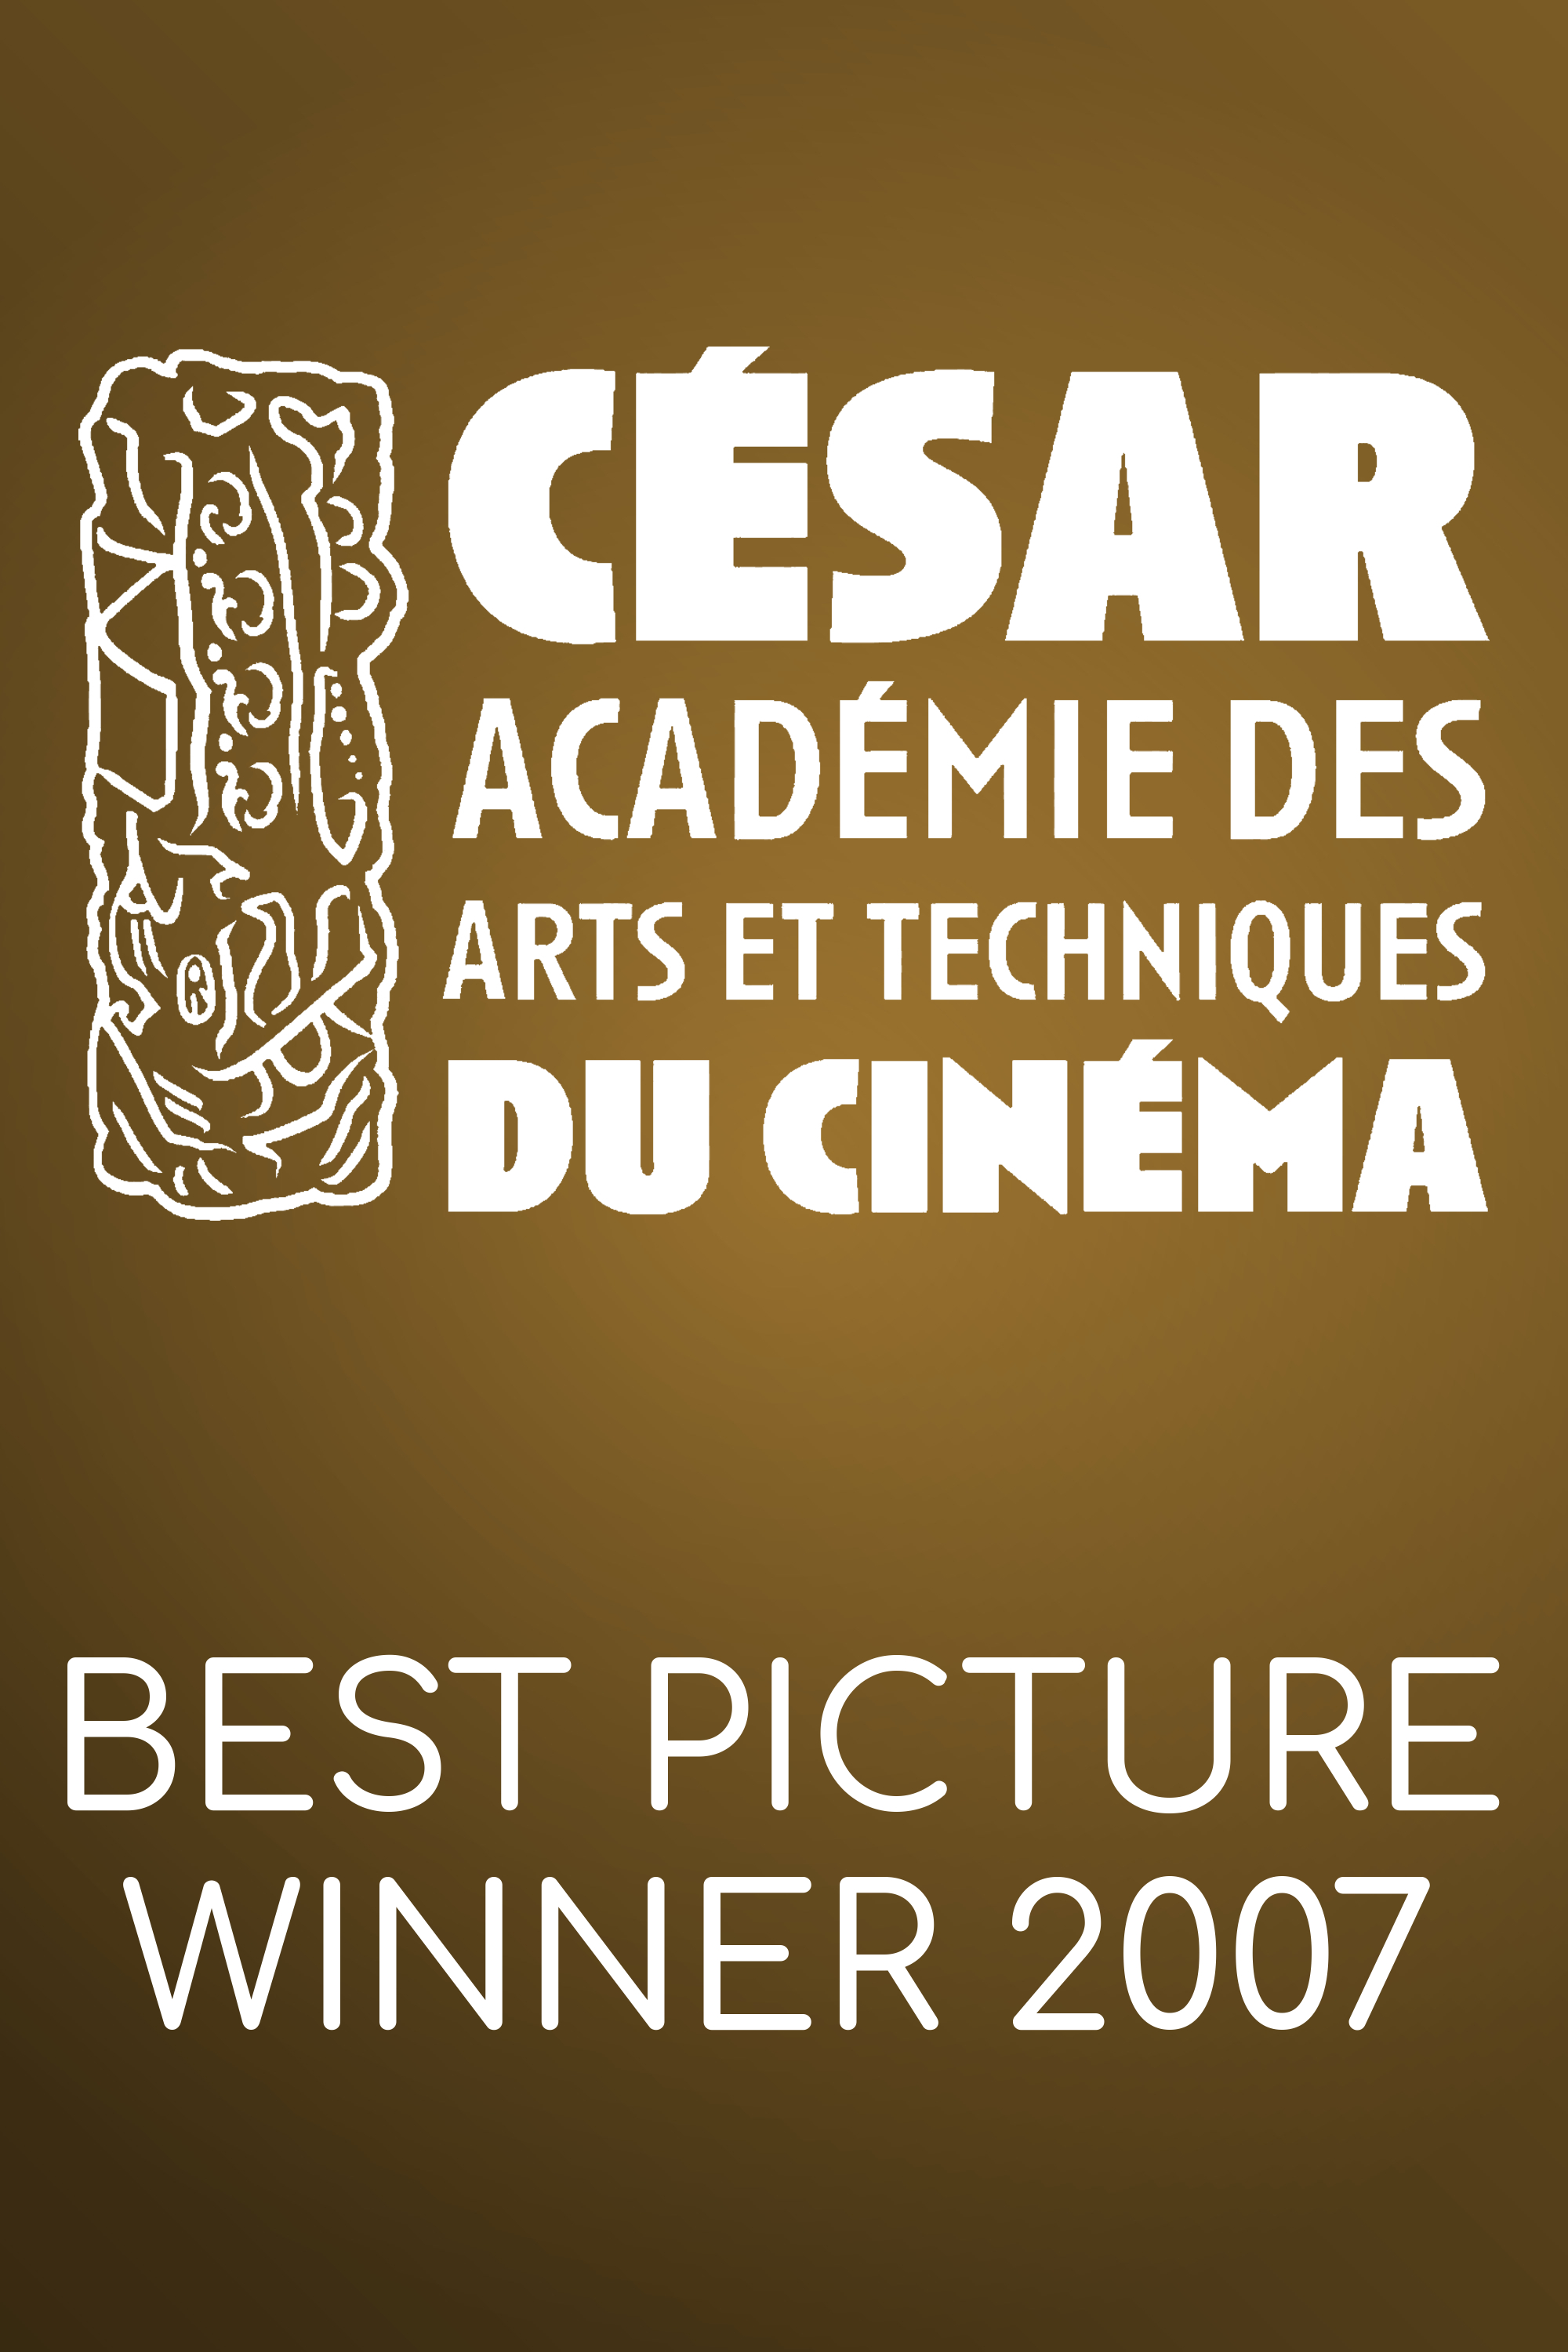 CÉSAR
ACADÉMIE DES
ARTS ET TECHNIQUES
DU CINÉMA
BEST PICTURE
WINNER 2007